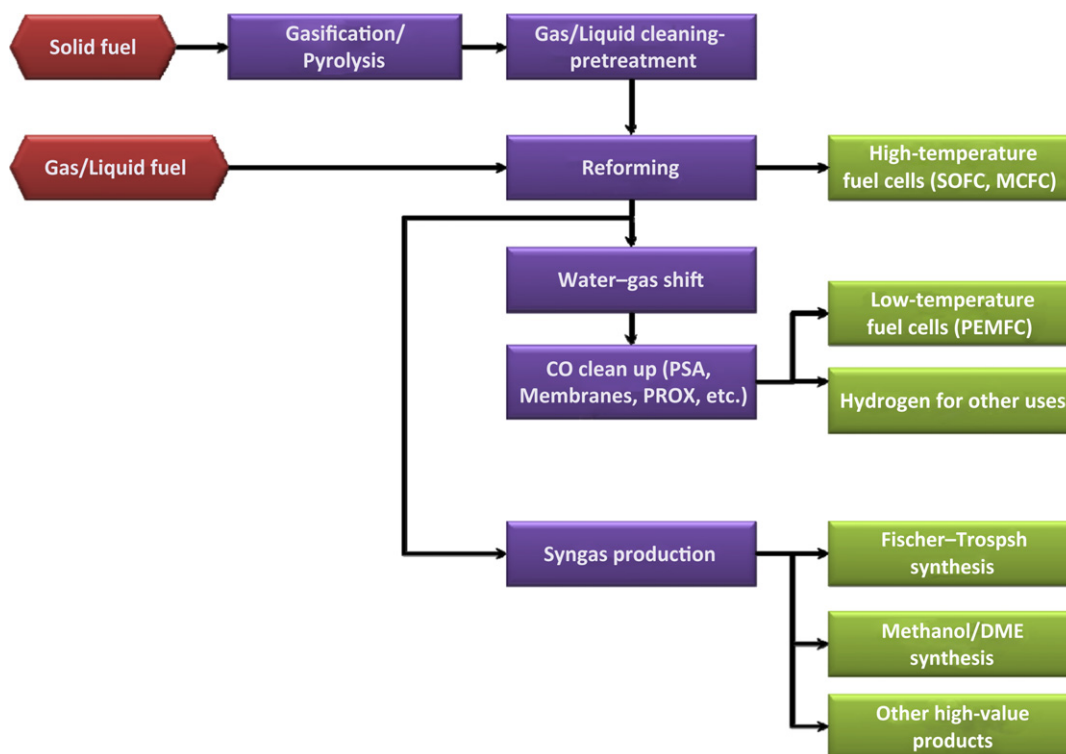 Solid fuel
Gasification/
Pyrolysis
Gas/Liquid cleaning-
pretreatment
Gas/Liquid fuel
Reforming
High-temperature
fuel cells (SOFC, MCFC)
Water–gas shift
Low-temperature
fuel cells (PEMFC)
CO clean up (PSA,
Membranes, PROX, etc.)
Hydrogen for other uses
Syngas production
Fischer–Trospsh
synthesis
Methanol/DME
synthesis
Other high-value
products